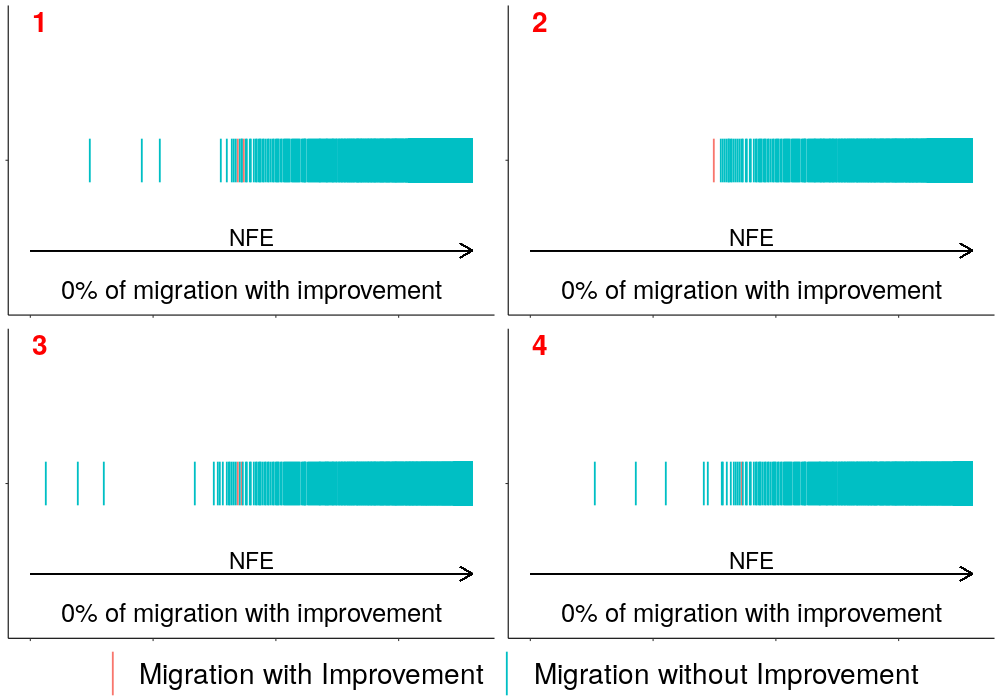 1
NFE
0% of migration with improvement
2
NFE
0% of migration with improvement
3
NFE
0% of migration with improvement
4
NFE
0% of migration with improvement
Migration with Improvement
Migration without Improvement